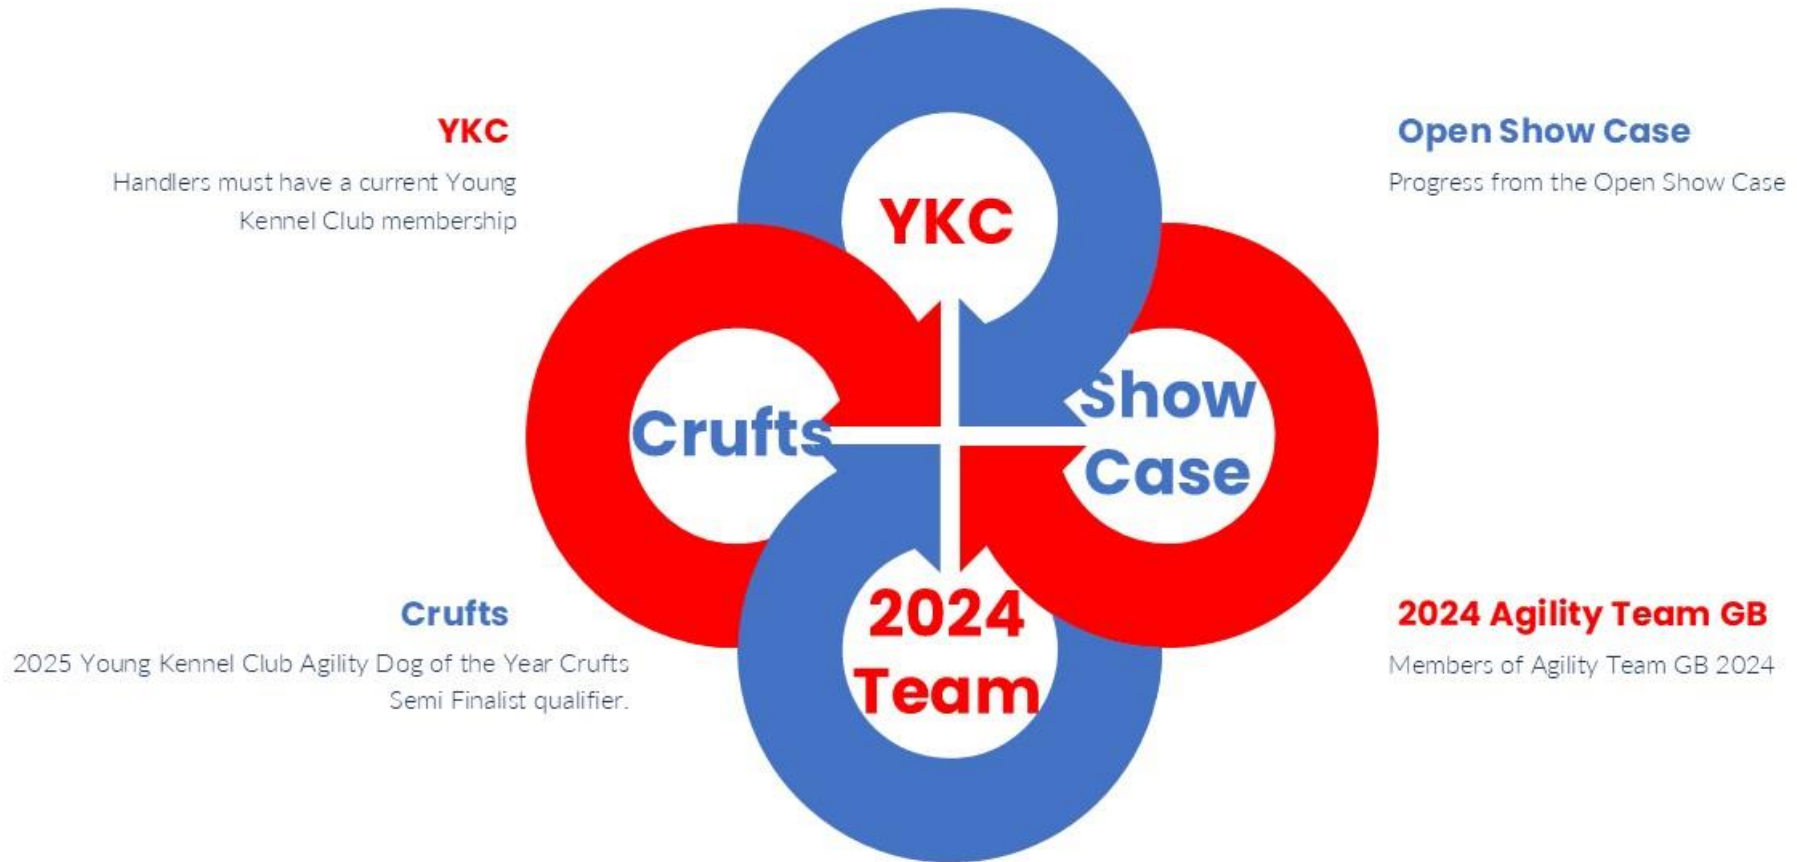 YKC
Handlers must have a current Young
Kennel Club membership
Open Show Case
Progress from the Open Show Case
YKC
Crufts
Show
Case
2024
Team
Crufts
2025 Young Kennel Club Agility Dog of the Year Crufts
Semi Finalist qualifier.
2024 Agility Team GB
Members of Agility Team GB 2024